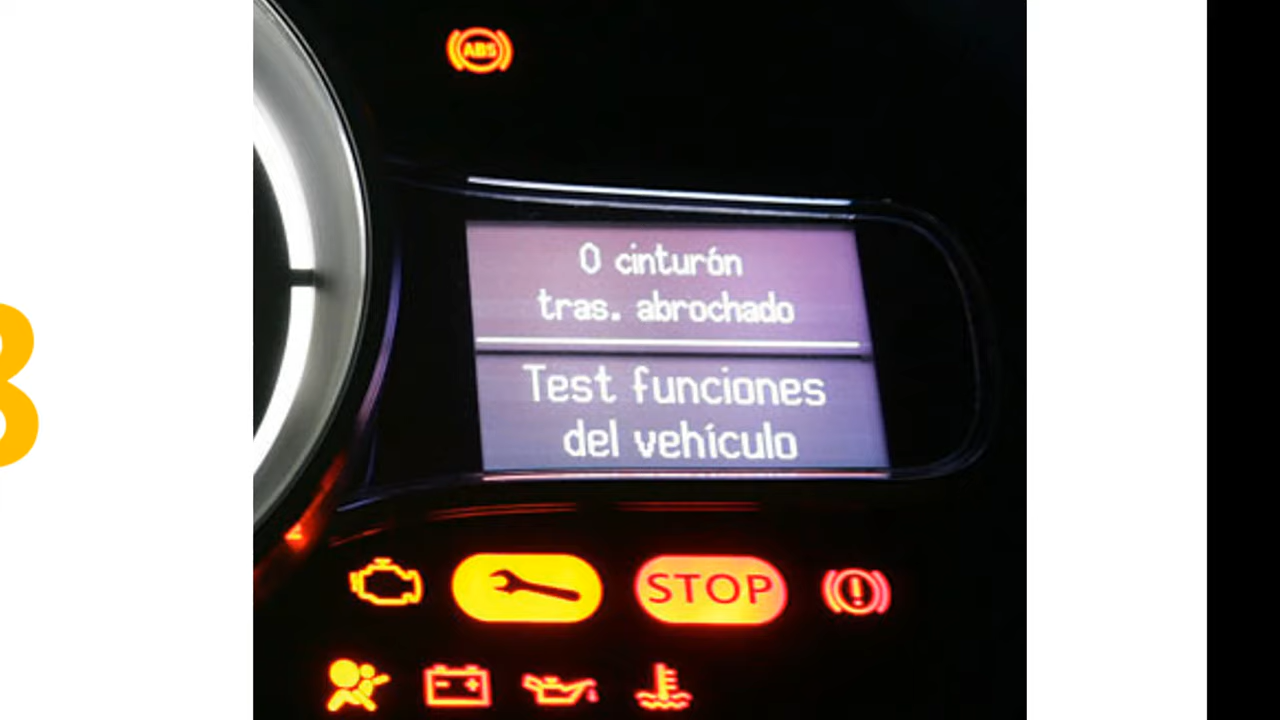 ABS
0 cinturón
tras. abrochado
Test funciones
del vehículo
STOP